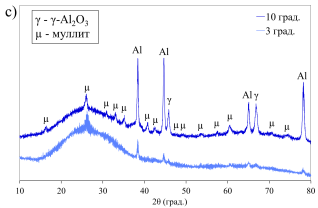 c)
γ - γ-Al₂O₃
μ - муллит
10 град.
3 град.
Al
Al
μ
γ
Al γ
Al
μ
μ μ μ μ μ μ μ μ μ μ μ μ
10 20 30 40 50 60 70 80
2θ (град.)